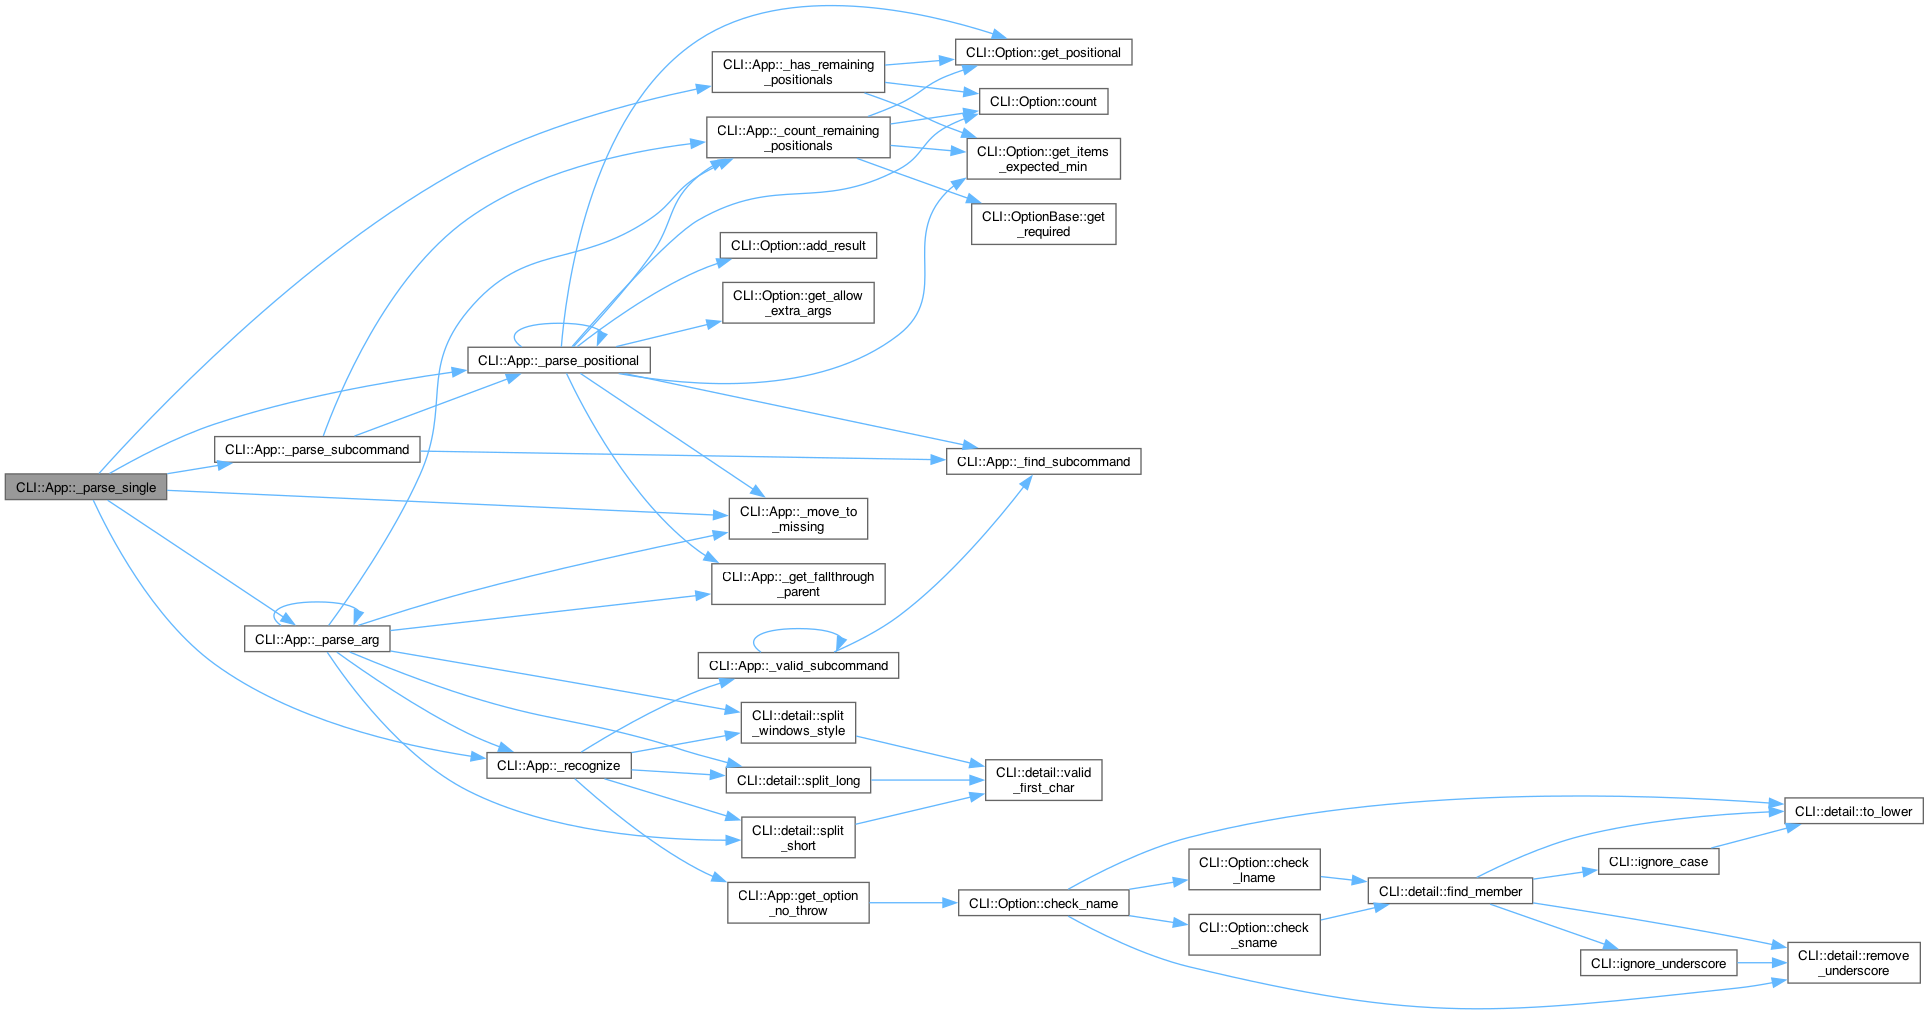 CLI::App::_parse_single
CLI::App::_parse_subcommand
CLI::App::_parse_arg
CLI::App::_parse_positional
CLI::App::_recognize
CLI::App::_has_remaining
_positionals
CLI::App::_count_remaining
_positionals
CLI::Option::add_result
CLI::Option::get_allow
_extra_args
CLI::App::_move_to
_missing
CLI::App::_get_fallthrough
_parent
CLI::App::_valid_subcommand
CLI::detail::split
_windows_style
CLI::detail::split_long
CLI::detail::split
_short
CLI::App::get_option
_no_throw
CLI::Option::get_positional
CLI::Option::count
CLI::Option::get_items
_expected_min
CLI::OptionBase::get
_required
CLI::App::_find_subcommand
CLI::detail::valid
_first_char
CLI::Option::check_name
CLI::Option::check
_lname
CLI::Option::check
_sname
CLI::detail::find_member
CLI::ignore_case
CLI::ignore_underscore
CLI::detail::to_lower
CLI::detail::remove
_underscore